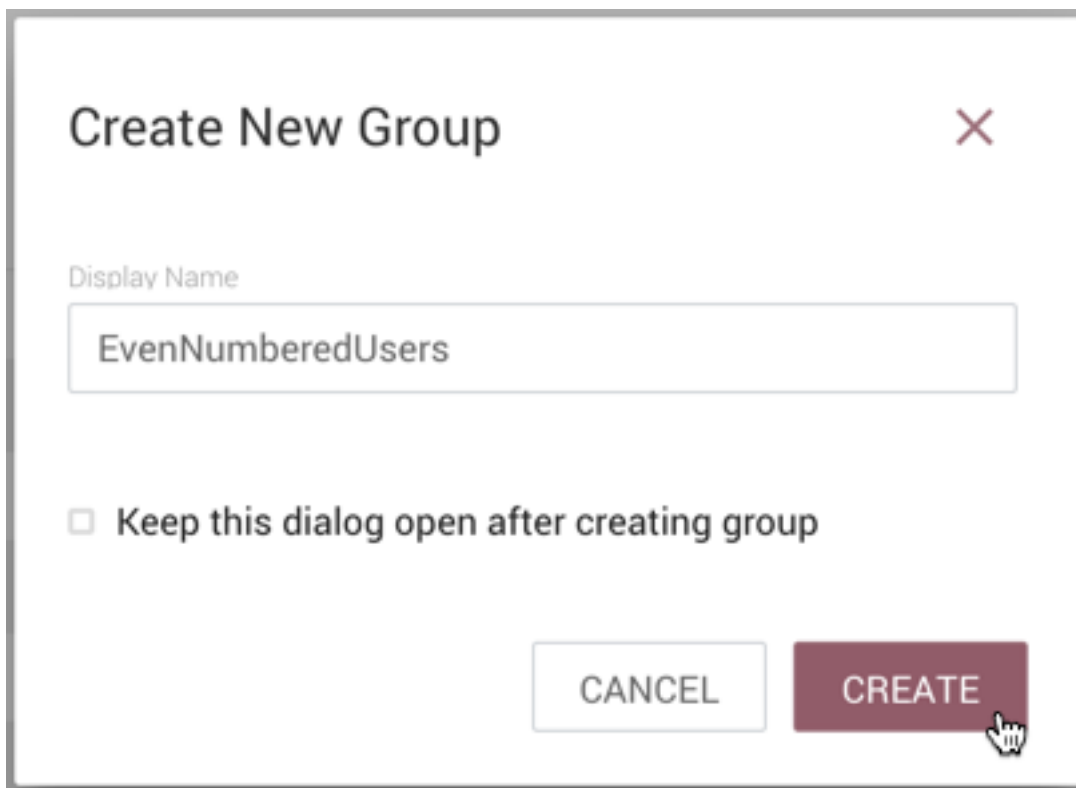 Create New Group
Display Name
EvenNumberedUsers
Keep this dialog open after creating group
CANCEL CREATE